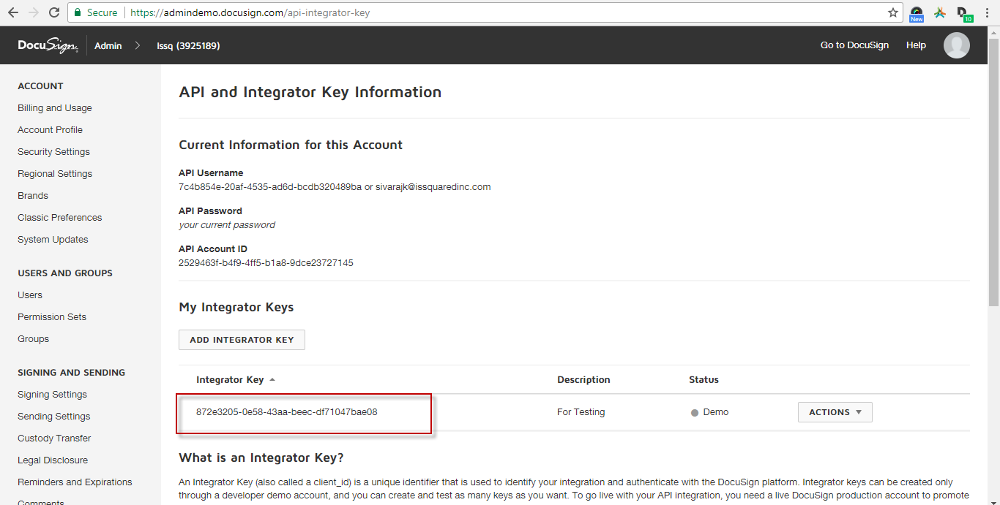 Secure https://admindemo.docusign.com/api-integrator-key
New
10
DocuSign Admin Issq (3925189) Go to DocuSign Help
ACCOUNT
Billing and Usage
Account Profile
Security Settings
Regional Settings
Brands
Classic Preferences
System Updates
USERS AND GROUPS
Users
Permission Sets
Groups
SIGNING AND SENDING
Signing Settings
Sending Settings
Custody Transfer
Legal Disclosure
Reminders and Expirations
Comments
API and Integrator Key Information
Current Information for this Account
API Username
7c4b854e-20af-4535-ad6d-bcdb320489ba or sivarajk@issquaredinc.com
API Password
your current password
API Account ID
2529463f-b4f9-4ff5-b1a8-9dce23727145
My Integrator Keys
ADD INTEGRATOR KEY
Integrator Key Description Status
872e3205-0e58-43aa-beec-df71047bae08 For Testing Demo ACTIONS
What is an Integrator Key?
An Integrator Key (also called a client_id) is a unique identifier that is used to identify your integration and authenticate with the DocuSign platform. Integrator keys can be created only
through a developer demo account, and you can create and test as many keys as you want. To go live with your API integration, you need a live DocuSign production account to promote